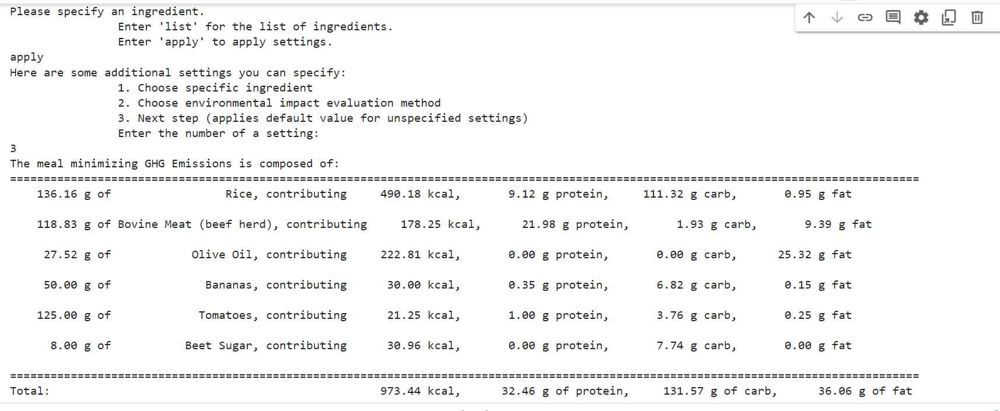 Please specify an ingredient.
Enter 'list' for the list of ingredients.
Enter 'apply' to apply settings.
apply
Here are some additional settings you can specify:
1. Choose specific ingredient
2. Choose environmental impact evaluation method
3. Next step (applies default value for unspecified settings)
Enter the number of a setting:
3
The meal minimizing GHG Emissions is composed of:
=======================================================================================================================================
136.16 g of Rice, contributing 490.18 kcal, 9.12 g protein, 111.32 g carb, 0.95 g fat
118.83 g of Bovine Meat (beef herd), contributing 178.25 kcal, 21.98 g protein, 1.93 g carb, 9.39 g fat
27.52 g of Olive Oil, contributing 222.81 kcal, 0.00 g protein, 0.00 g carb, 25.32 g fat
50.00 g of Bananas, contributing 30.00 kcal, 0.35 g protein, 6.82 g carb, 0.15 g fat
125.00 g of Tomatoes, contributing 21.25 kcal, 1.00 g protein, 3.76 g carb, 0.25 g fat
8.00 g of Beet Sugar, contributing 30.96 kcal, 0.00 g protein, 7.74 g carb, 0.00 g fat
=======================================================================================================================================
Total: 973.44 kcal, 32.46 g of protein, 131.57 g of carb, 36.06 g of fat